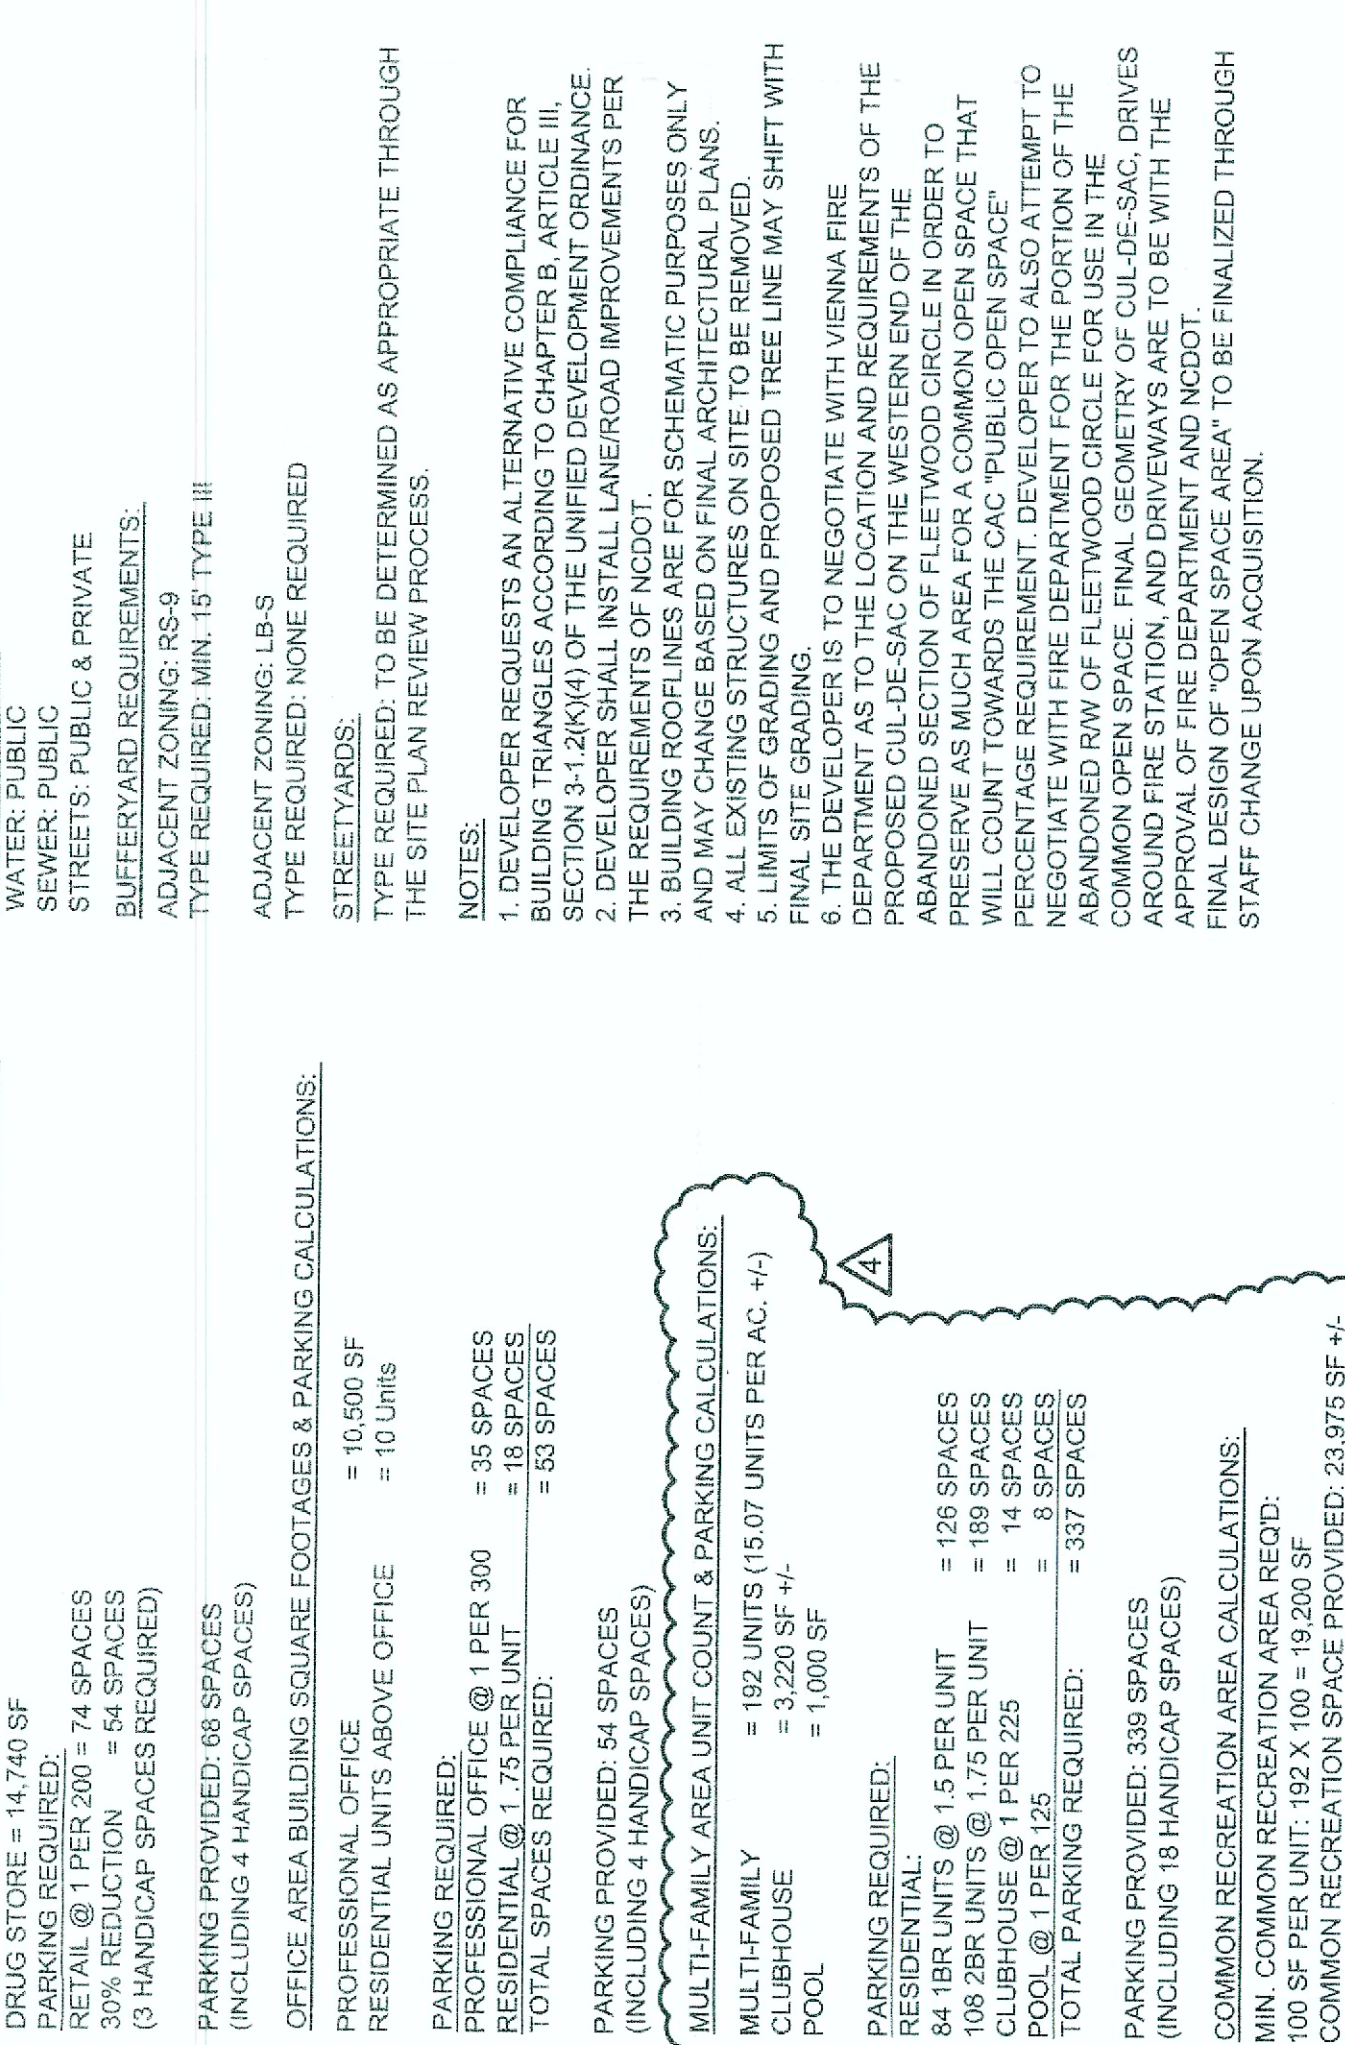 DRUG STORE = 14,740 SF
PARKING REQUIRED:
RETAIL @ 1 PER 200 = 74 SPACES
30% REDUCTION = 54 SPACES
(3 HANDICAP SPACES REQUIRED)
PARKING PROVIDED: 68 SPACES
(INCLUDING 4 HANDICAP SPACES)
OFFICE AREA BUILDING SQUARE FOOTAGES & PARKING CALCULATIONS:
PROFESSIONAL OFFICE = 10,500 SF
RESIDENTIAL UNITS ABOVE OFFICE = 10 Units
PARKING REQUIRED:
PROFESSIONAL OFFICE @ 1 PER 300 = 35 SPACES
RESIDENTIAL @ 1.75 PER UNIT = 18 SPACES
TOTAL SPACES REQUIRED: = 53 SPACES
PARKING PROVIDED: 54 SPACES
(INCLUDING 4 HANDICAP SPACES)
MULTI-FAMILY AREA UNIT COUNT & PARKING CALCULATIONS:
MULTI-FAMILY = 192 UNITS (15.07 UNITS PER AC. +/-)
CLUBHOUSE = 3,220 SF +/-
POOL = 1,000 SF
4
PARKING REQUIRED:
RESIDENTIAL:
84 1BR UNITS @ 1.5 PER UNIT = 126 SPACES
108 2BR UNITS @ 1.75 PER UNIT = 189 SPACES
CLUBHOUSE @ 1 PER 225 = 14 SPACES
POOL @ 1 PER 125 = 8 SPACES
TOTAL PARKING REQUIRED: = 337 SPACES
PARKING PROVIDED: 339 SPACES
(INCLUDING 18 HANDICAP SPACES)
COMMON RECREATION AREA CALCULATIONS:
MIN. COMMON RECREATION AREA REQ'D:
100 SF PER UNIT: 192 X 100 = 19,200 SF
COMMON RECREATION SPACE PROVIDED: 23,975 SF +/-
WATER: PUBLIC
SEWER: PUBLIC
STREETS: PUBLIC & PRIVATE
BUFFERYARD REQUIREMENTS:
ADJACENT ZONING: RS-9
TYPE REQUIRED: MIN. 15' TYPE III
ADJACENT ZONING: LB-S
TYPE REQUIRED: NONE REQUIRED
STREETYARDS:
TYPE REQUIRED: TO BE DETERMINED AS APPROPRIATE THROUGH
THE SITE PLAN REVIEW PROCESS.
NOTES:
1. DEVELOPER REQUESTS AN ALTERNATIVE COMPLIANCE FOR
BUILDING TRIANGLES ACCORDING TO CHAPTER B, ARTICLE III,
SECTION 3-1.2(K)(4) OF THE UNIFIED DEVELOPMENT ORDINANCE.
2. DEVELOPER SHALL INSTALL LANE/ROAD IMPROVEMENTS PER
THE REQUIREMENTS OF NCDOT.
3. BUILDING ROOFLINES ARE FOR SCHEMATIC PURPOSES ONLY
AND MAY CHANGE BASED ON FINAL ARCHITECTURAL PLANS.
4. ALL EXISTING STRUCTURES ON SITE TO BE REMOVED.
5. LIMITS OF GRADING AND PROPOSED TREE LINE MAY SHIFT WITH
FINAL SITE GRADING.
6. THE DEVELOPER IS TO NEGOTIATE WITH VIENNA FIRE
DEPARTMENT AS TO THE LOCATION AND REQUIREMENTS OF THE
PROPOSED CUL-DE-SAC ON THE WESTERN END OF THE
ABANDONED SECTION OF FLEETWOOD CIRCLE IN ORDER TO
PRESERVE AS MUCH AREA FOR A COMMON OPEN SPACE THAT
WILL COUNT TOWARDS THE CAC "PUBLIC OPEN SPACE"
PERCENTAGE REQUIREMENT. DEVELOPER TO ALSO ATTEMPT TO
NEGOTIATE WITH FIRE DEPARTMENT FOR THE PORTION OF THE
ABANDONED R/W OF FLEETWOOD CIRCLE FOR USE IN THE
COMMON OPEN SPACE. FINAL GEOMETRY OF CUL-DE-SAC, DRIVES
AROUND FIRE STATION, AND DRIVEWAYS ARE TO BE WITH THE
APPROVAL OF FIRE DEPARTMENT AND NCDOT.
FINAL DESIGN OF "OPEN SPACE AREA" TO BE FINALIZED THROUGH
STAFF CHANGE UPON ACQUISITION.